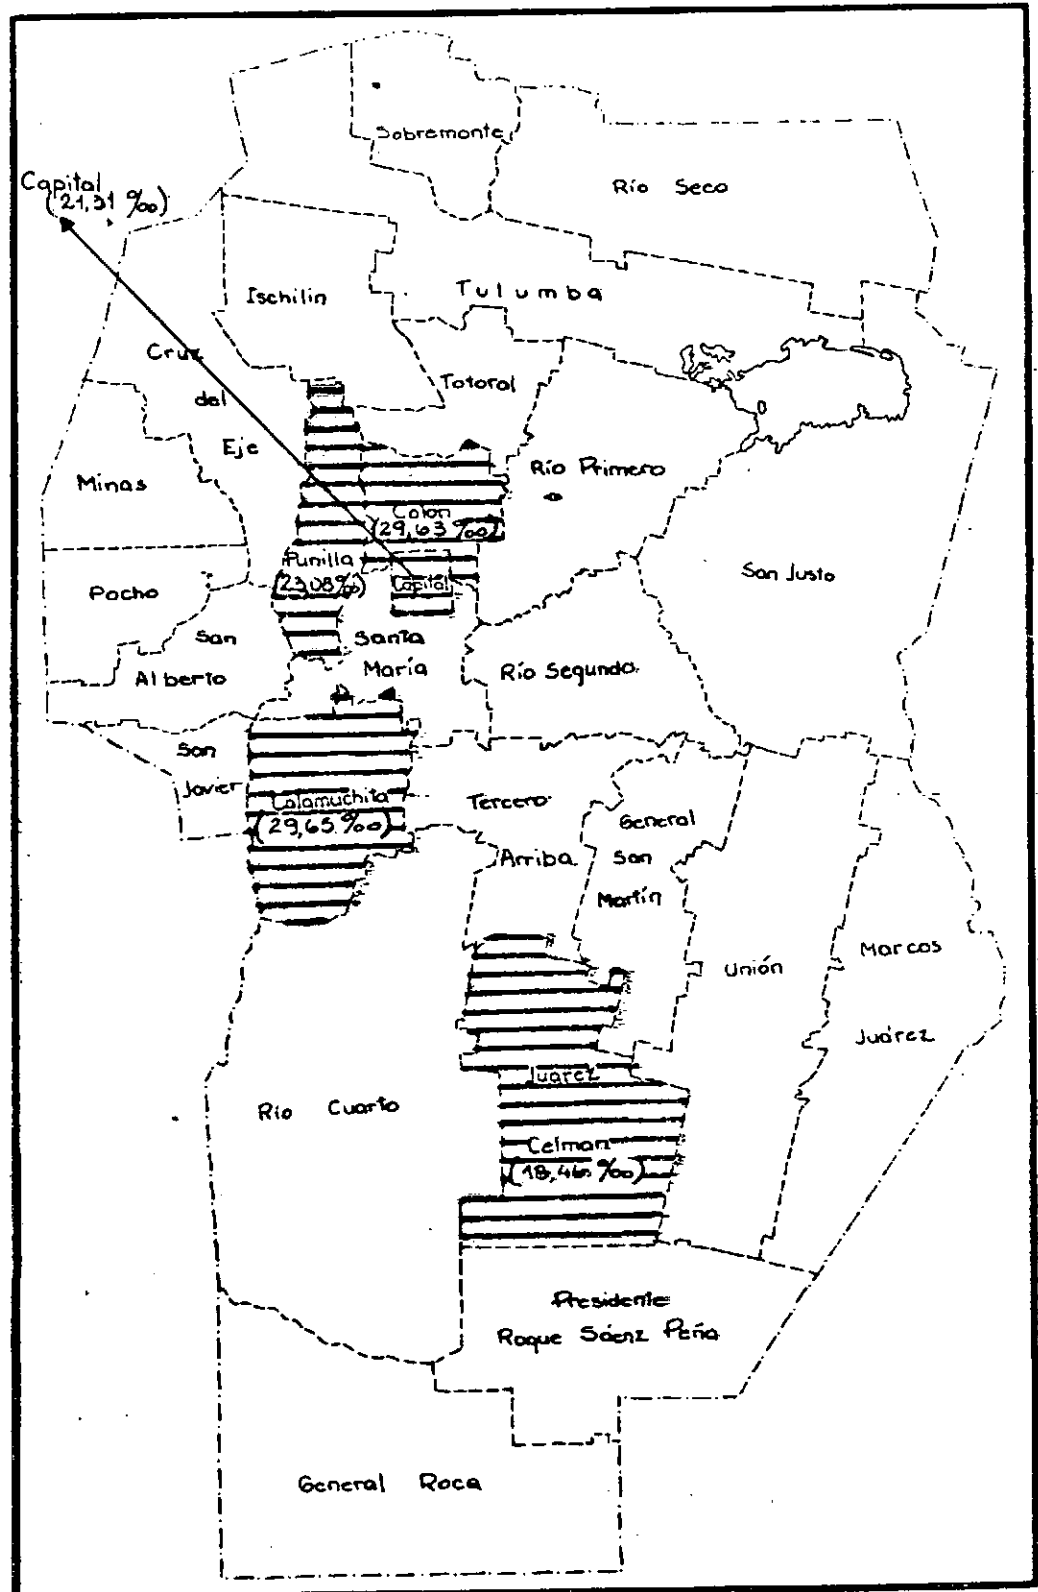 Sobremonte
Río Seco
Capital
(21,31 ‰)
Ischilin
Tulumba
Cruz
del
Eje
Totoral
Minas
Río Primero
Colon
(29,63 ‰)
Punilla
(23,08‰)
Capital
San Justo
Pocho
San
Alberto
Santa
María
Río Segundo
San
Javier
Calamuchita
(29,65 ‰)
Tercero
Arriba
General
San
Martín
Unión
Marcos
Juárez
Juarez
Celman
(18,46 ‰)
Río Cuarto
Presidente
Roque Sáenz Peña
General Roca